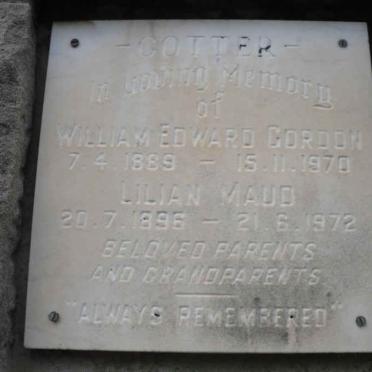 - COTTER -
In Loving Memory
of
WILLIAM EDWARD GORDON
7.4.1889 - 15.11.1970
LILIAN MAUD
20.7.1896 - 21.6.1972
BELOVED PARENTS
AND GRANDPARENTS
"ALWAYS REMEMBERED"